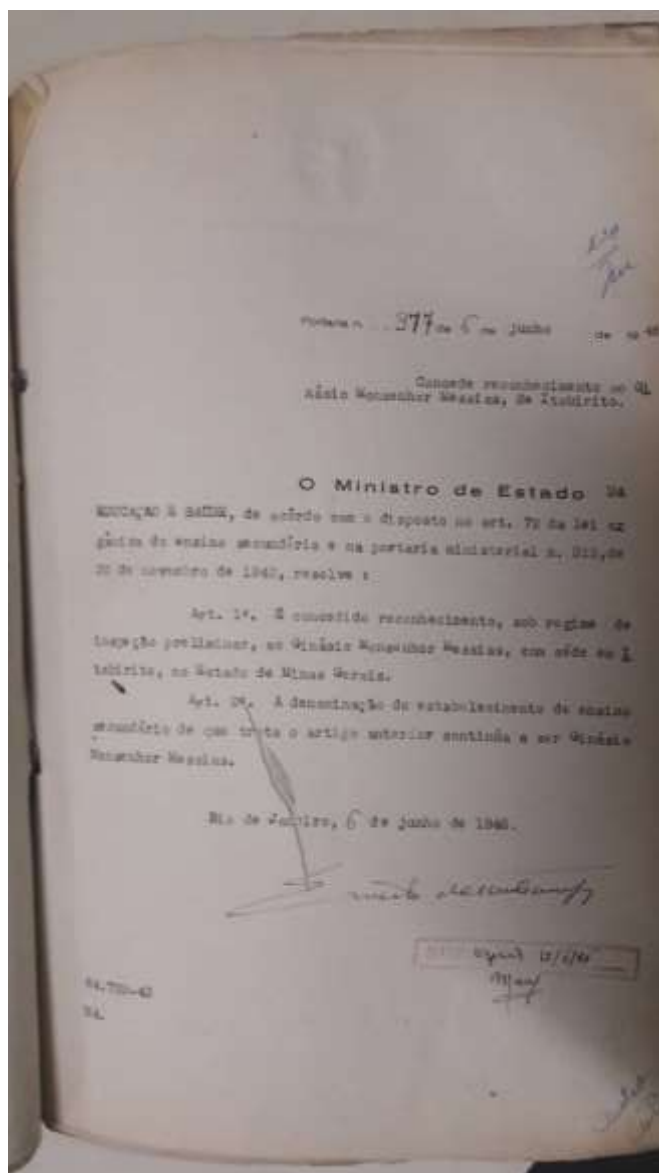 Portaria n. 377 de 6 de junho de 19
Concede reconhecimento ao Gi
násio Monsenhor Messias, de Itabirito.
O Ministro de Estado DA
EDUCAÇÃO E SAÚDE, de acôrdo com o disposto no art. 72 da lei or
gânica do ensino secundário e na portaria ministerial n. de
de novembro de 1942, resolve :
Art. 1º. É concedido reconhecimento, sob regime de
inspeção preliminar, ao Ginásio Monsenhor Messias, com séde em I
tabirito, no Estado de Minas Gerais.
Art. 2º. A denominação do estabelecimento de ensino
secundário de que trata o artigo anterior continúa a ser Ginásio
Monsenhor Messias.
Rio de Janeiro, 6 de junho de